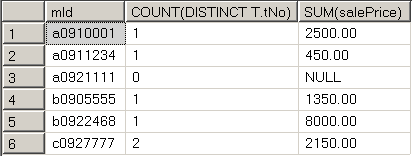 mId COUNT(DISTINCT T.tNo) SUM(salePrice)
1 a0910001 1 2500.00
2 a0911234 1 450.00
3 a0921111 0 NULL
4 b0905555 1 1350.00
5 b0922468 1 8000.00
6 c0927777 2 2150.00